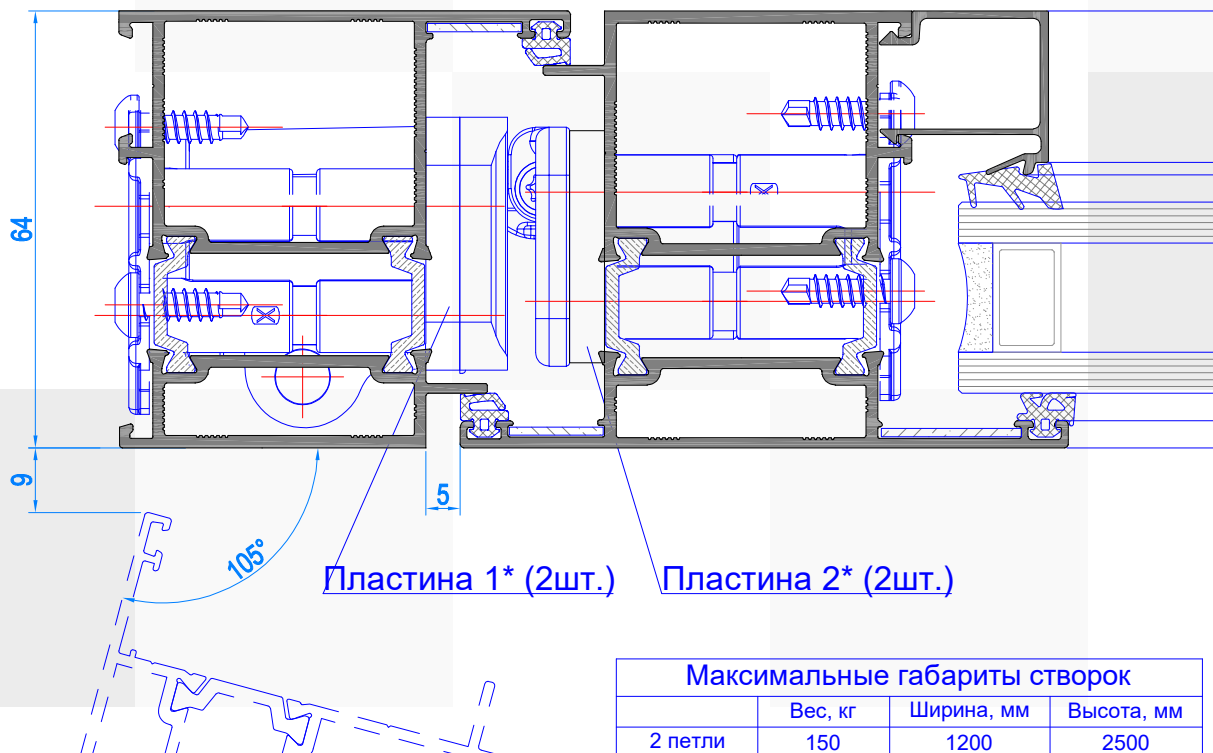 64
9
5
105°
Пластина 1* (2шт.)
Пластина 2* (2шт.)
Максимальные габариты створок
Вес, кг Ширина, мм Высота, мм
2 петли 150 1200 2500